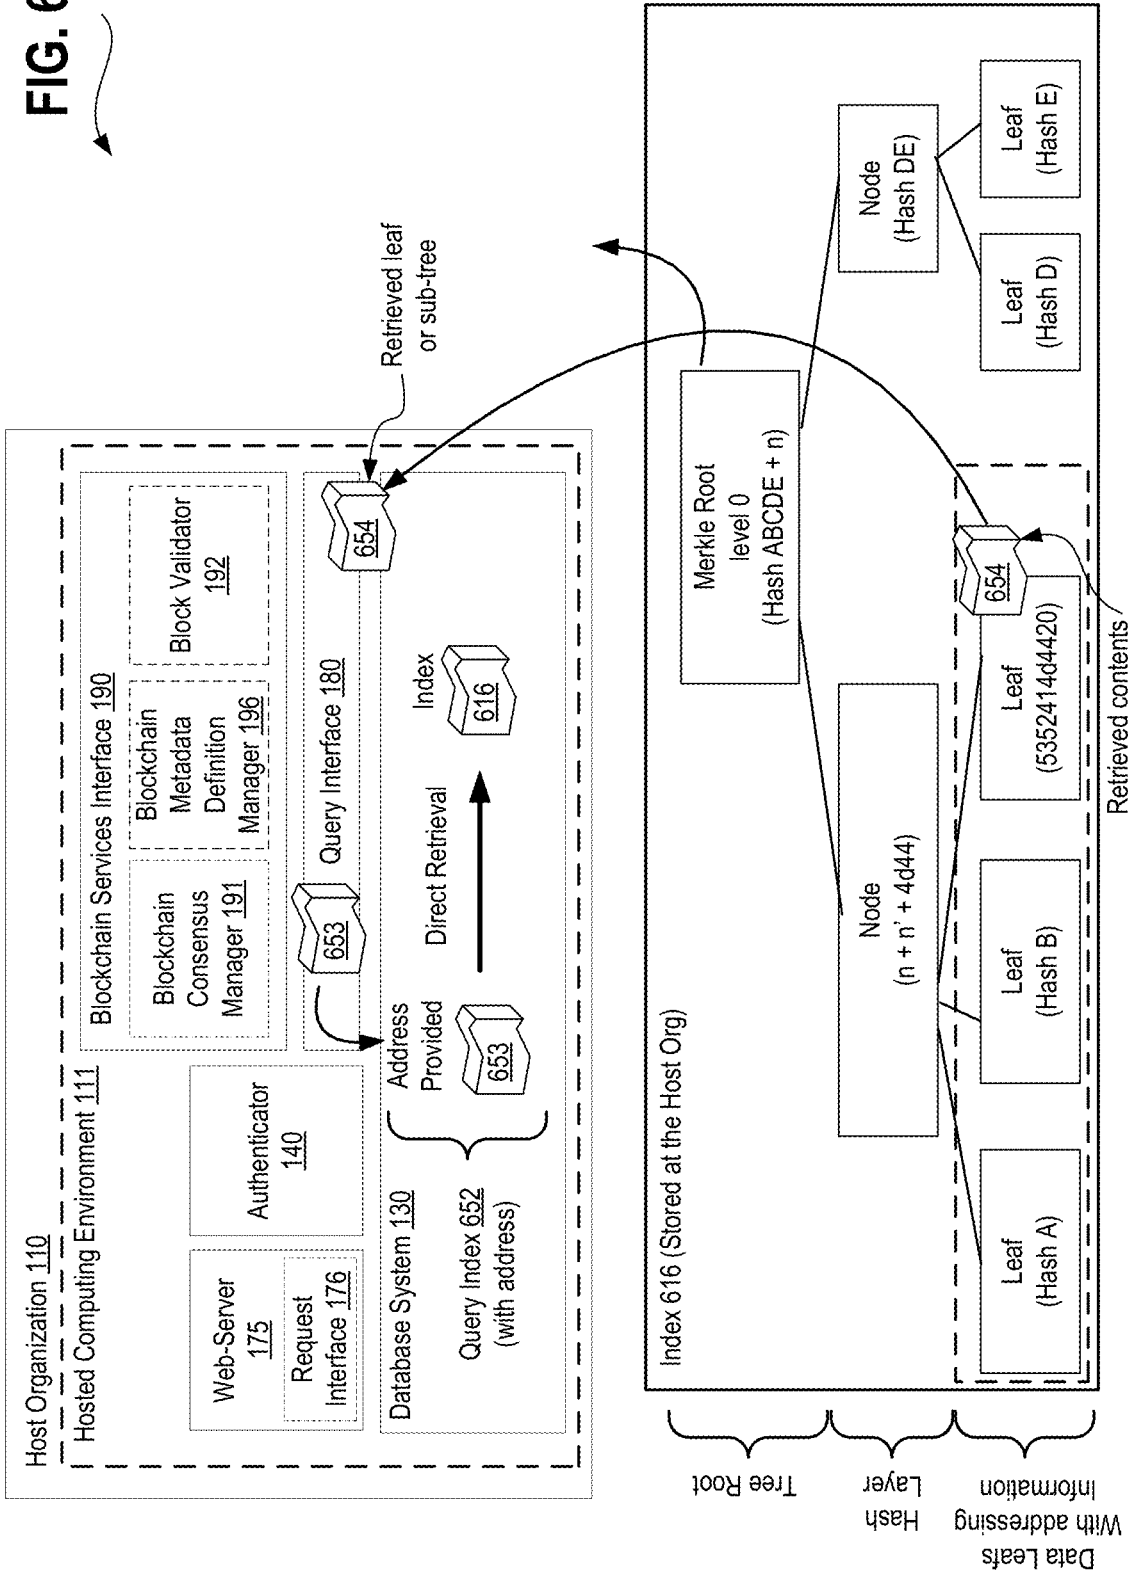 FIG. 6
Host Organization 110
Hosted Computing Environment 111
Web-Server
175
Request
Interface 176
Authenticator
140
Blockchain Services Interface 190
Blockchain
Consensus
Manager 191
Blockchain
Metadata
Definition
Manager 196
Block Validator
192
Query Interface 180
653
654
Retrieved leaf
or sub-tree
Database System 130
Query Index 652
(with address)
Address
Provided
653
Direct Retrieval
Index
616
Index 616 (Stored at the Host Org)
Merkle Root
level 0
(Hash ABCDE + n)
Node
(n + n' + 4d44)
Node
(Hash DE)
Leaf
(Hash A)
Leaf
(Hash B)
Leaf
(5352414d4420)
654
Leaf
(Hash D)
Leaf
(Hash E)
Retrieved contents
Tree Root
Hash
Layer
Data Leafs
With addressing
Information